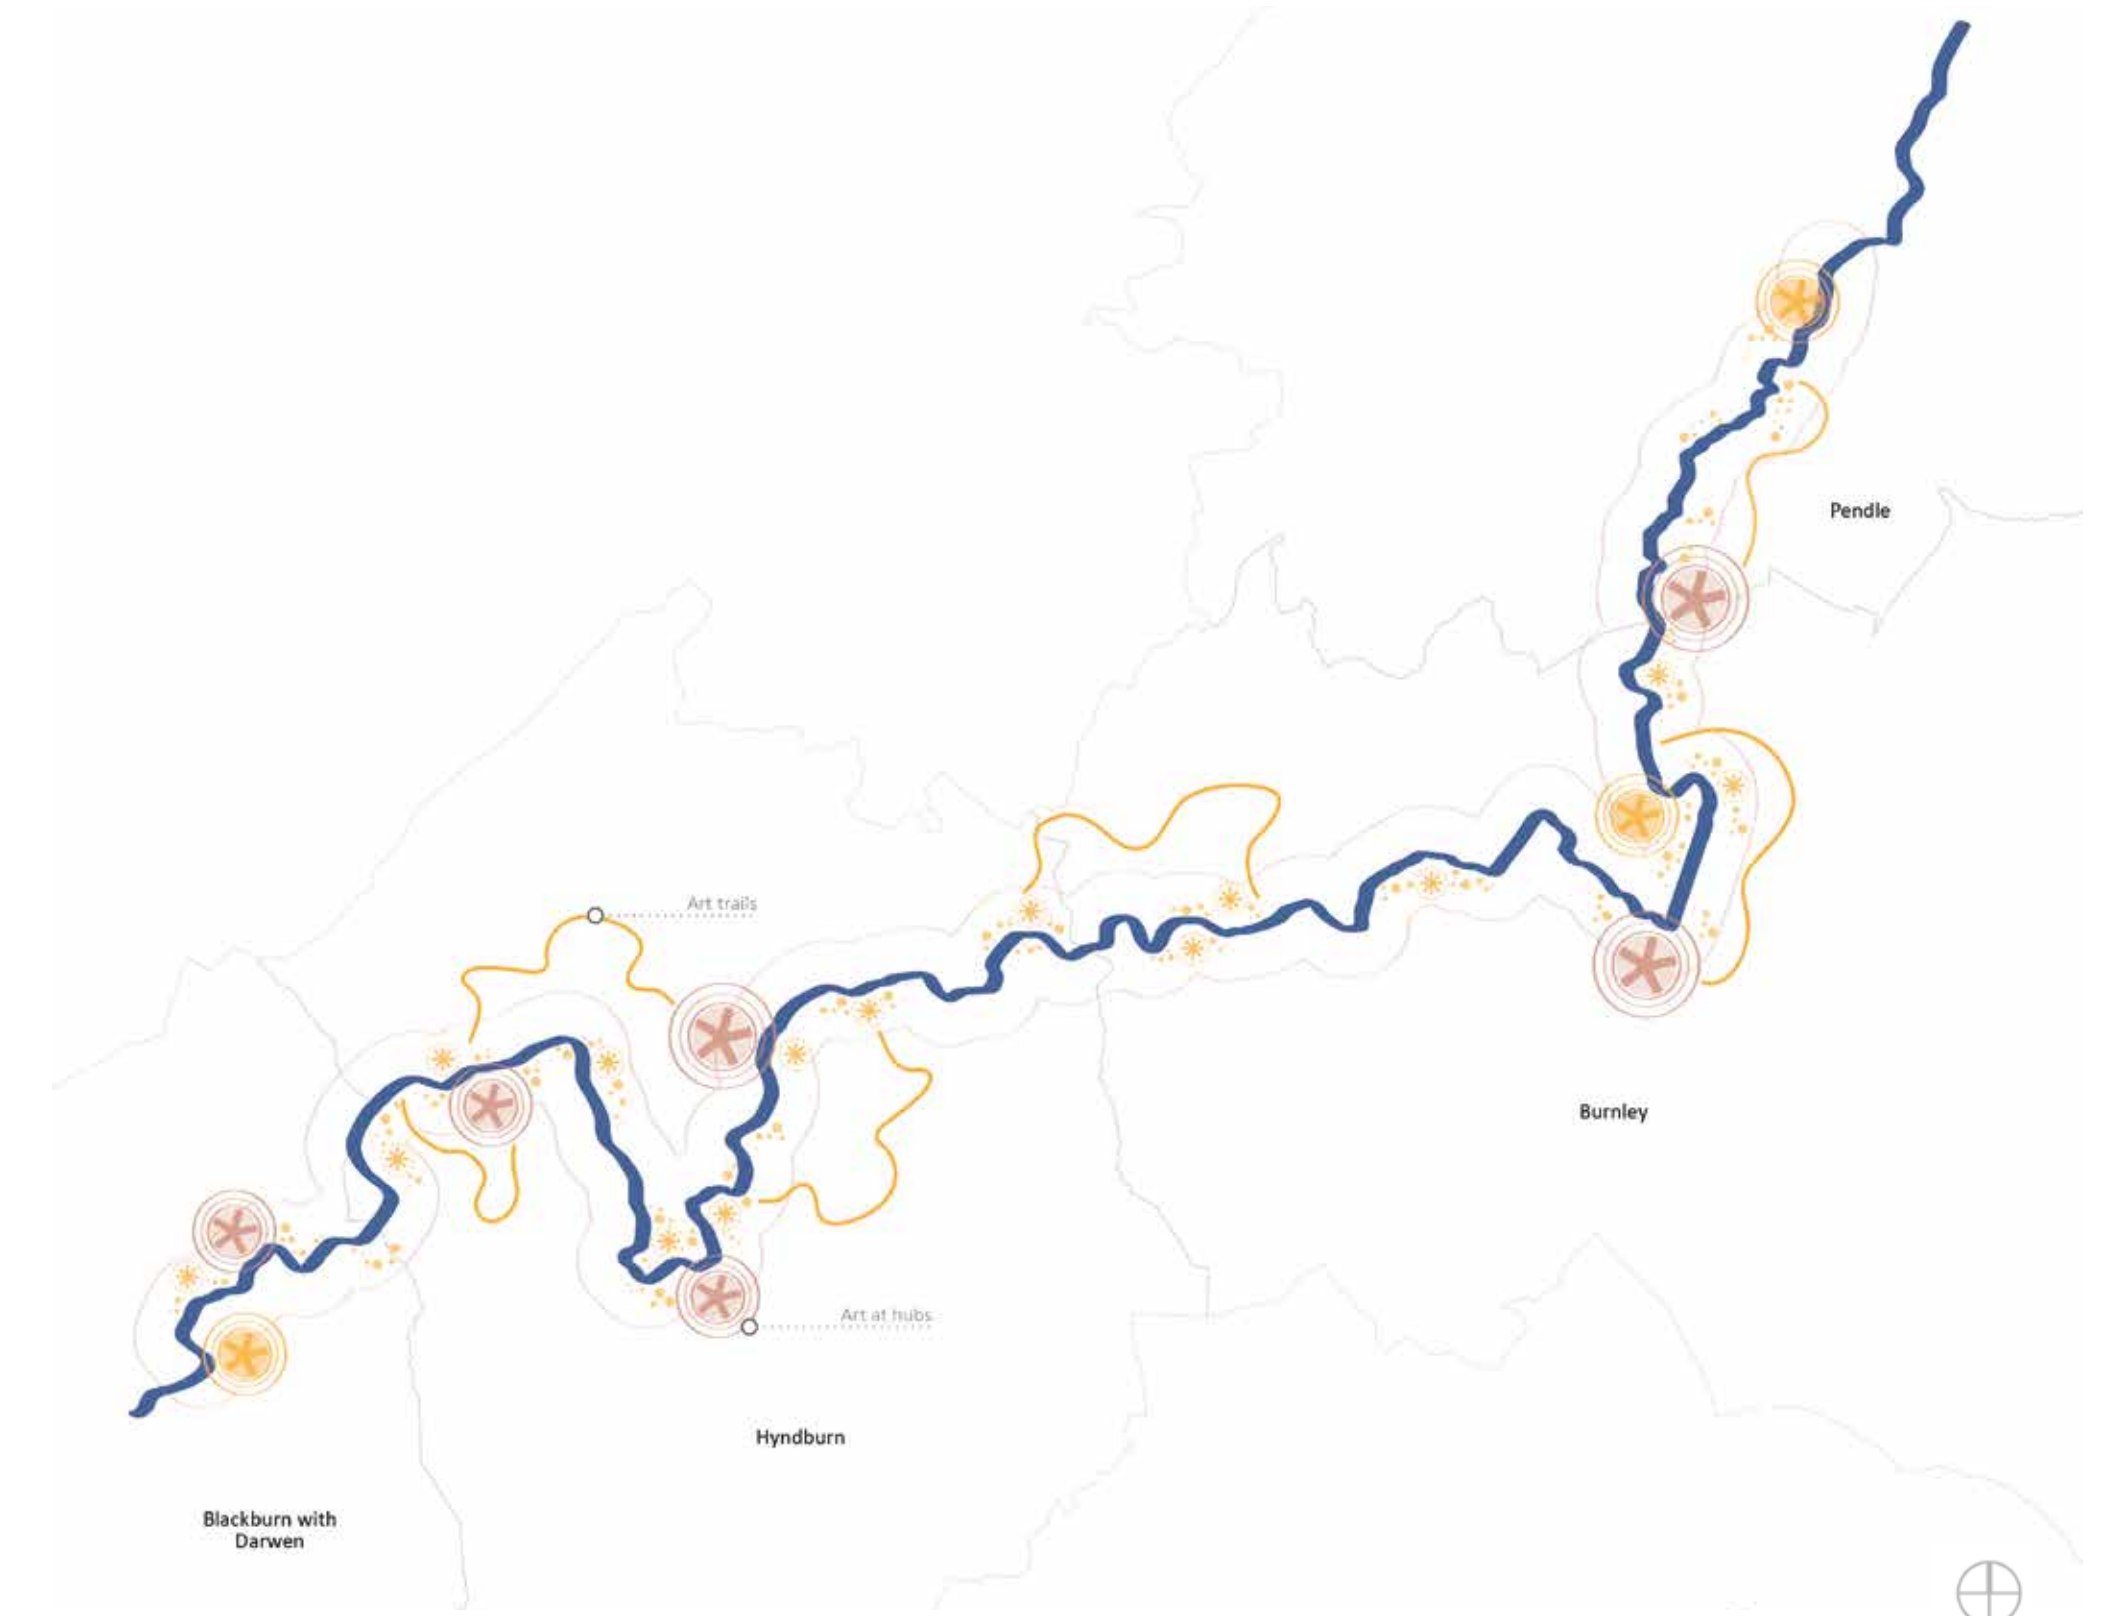 Pendle
Art trails
Burnley
Art at hubs
Hyndburn
Blackburn with
Darwen